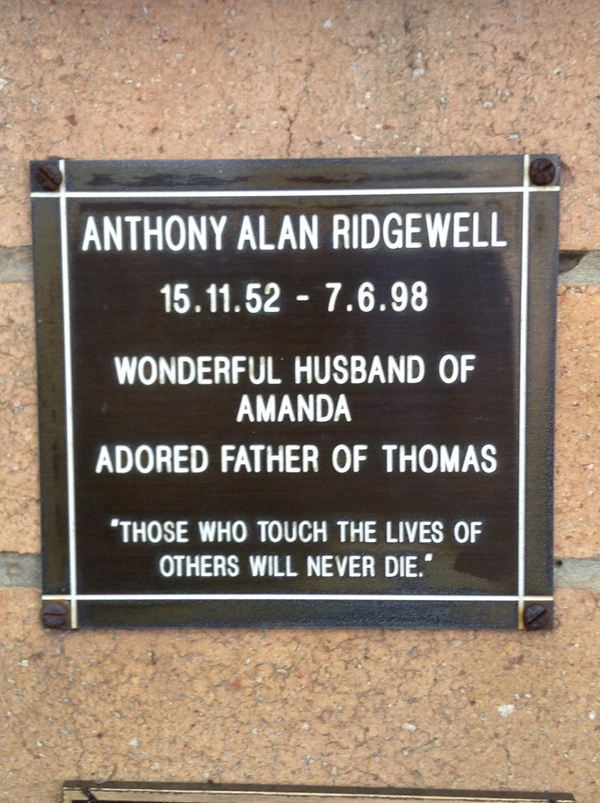 ANTHONY ALAN RIDGEWELL
15.11.52 - 7.6.98
WONDERFUL HUSBAND OF
AMANDA
ADORED FATHER OF THOMAS
"THOSE WHO TOUCH THE LIVES OF
OTHERS WILL NEVER DIE."